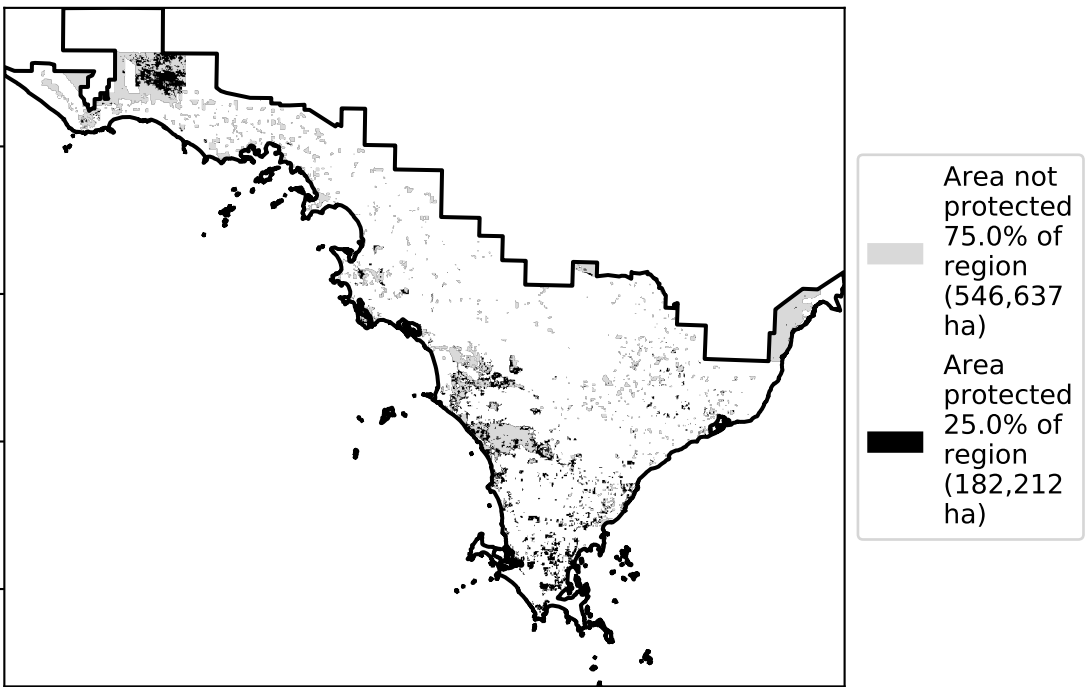 Area not
protected
75.0% of
region
(546,637
ha)
Area
protected
25.0% of
region
(182,212
ha)